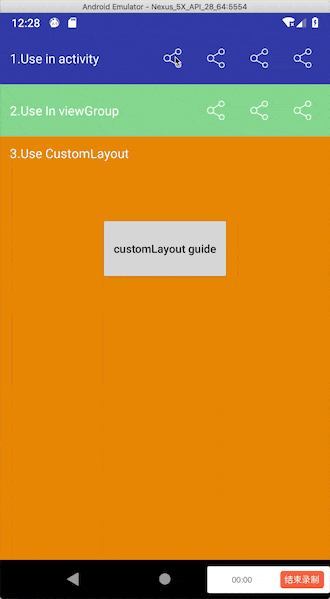 Android Emulator - Nexus_5X_API_28_64:5554
12:28
1.Use in activity
2.Use In viewGroup
3.Use CustomLayout
customLayout guide
00:00
结束录制